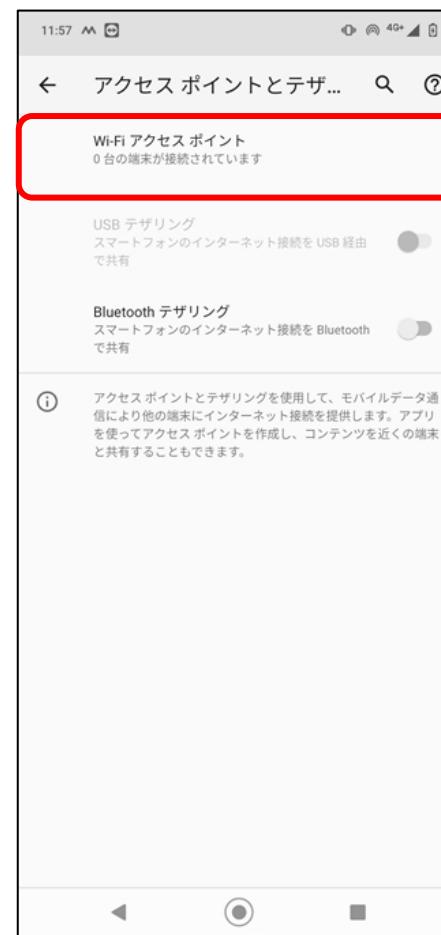 11:57
4G+
アクセス ポイントとテザ...
Wi-Fi アクセス ポイント
0 台の端末が接続されています
USB テザリング
スマートフォンのインターネット接続を USB 経由
で共有
Bluetooth テザリング
スマートフォンのインターネット接続を Bluetooth
で共有
アクセス ポイントとテザリングを使用して、モバイルデータ通
信により他の端末にインターネット接続を提供します。アプリ
を使ってアクセス ポイントを作成し、コンテンツを近くの端末
と共有することもできます。